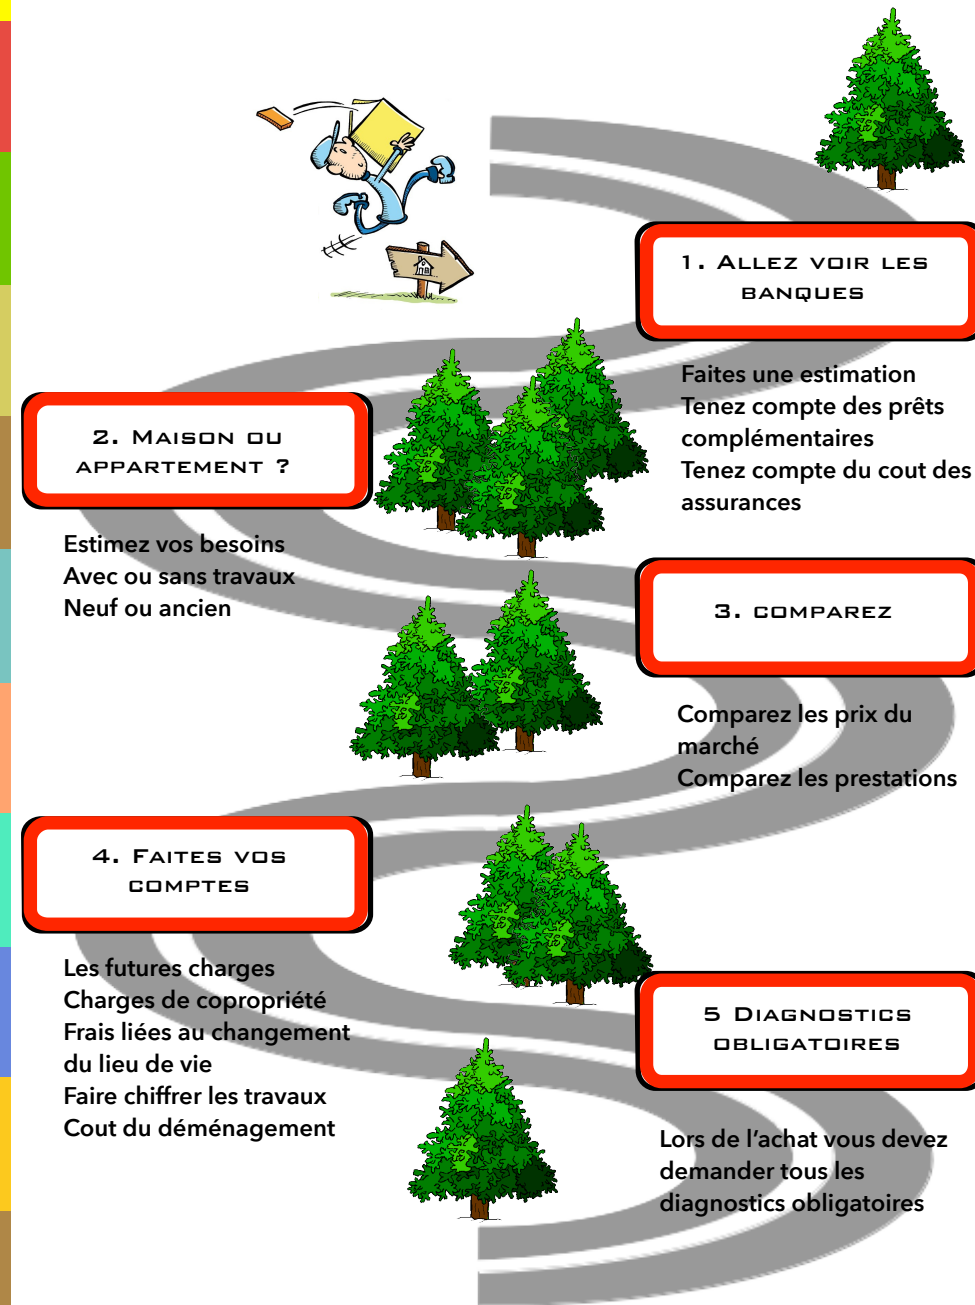 1. Allez voir les
banques
Faites une estimation
Tenez compte des prêts
complémentaires
Tenez compte du cout des
assurances
2. Maison ou
appartement ?
Estimez vos besoins
Avec ou sans travaux
Neuf ou ancien
3. comparez
Comparez les prix du
marché
Comparez les prestations
4. Faites vos
comptes
Les futures charges
Charges de copropriété
Frais liées au changement
du lieu de vie
Faire chiffrer les travaux
Cout du déménagement
5 Diagnostics
obligatoires
Lors de l'achat vous devez
demander tous les
diagnostics obligatoires